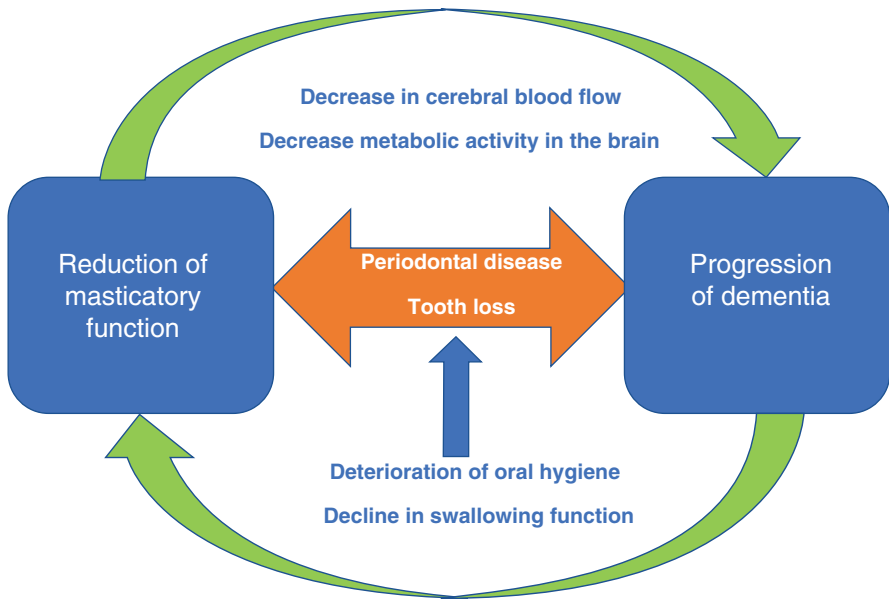 Decrease in cerebral blood flow
Decrease metabolic activity in the brain
Reduction of
masticatory
function
Periodontal disease
Tooth loss
Progression
of dementia
Deterioration of oral hygiene
Decline in swallowing function